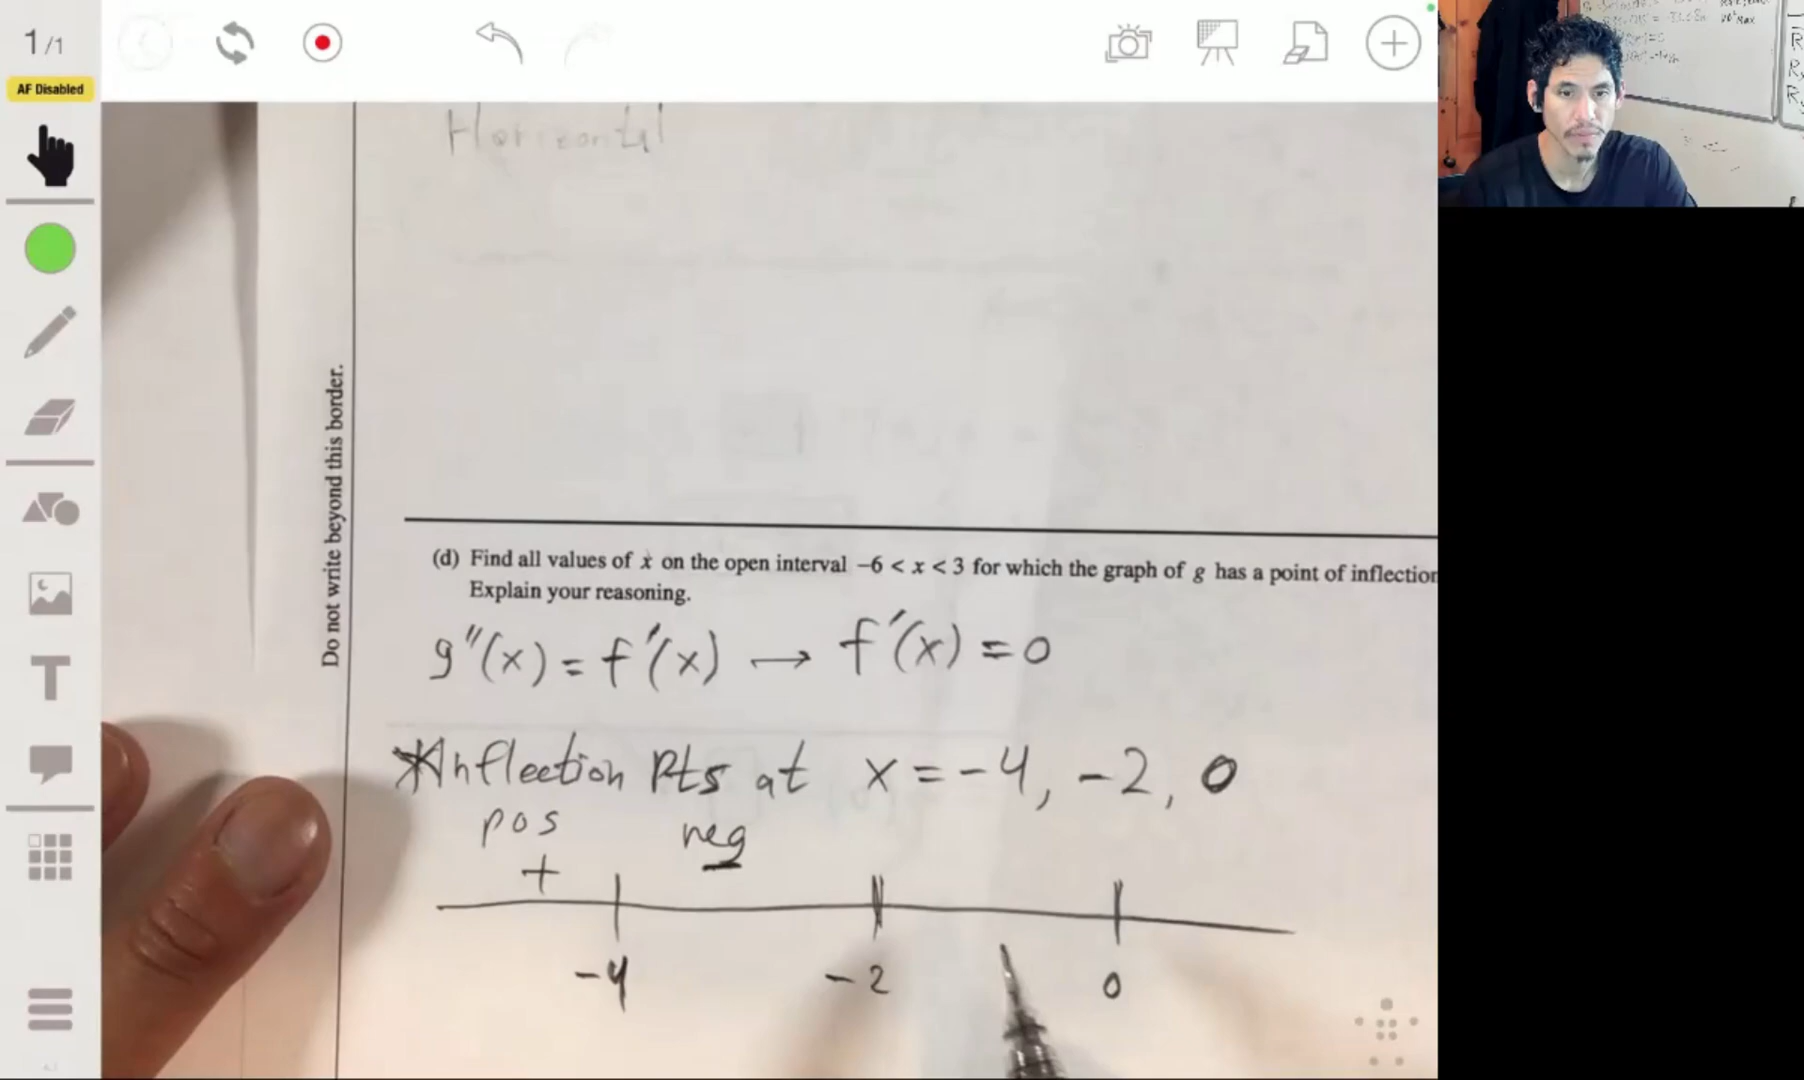 1/1
AF Disabled
Horizontal
Do not write beyond this border.
(d) Find all values of x on the open interval −6 < x < 3 for which the graph of g has a point of inflection
Explain your reasoning.
g''(x) = f'(x) → f'(x) = 0
*Inflection Pts at x = -4, -2, 0
pos neg
+
-4 -2 0
T